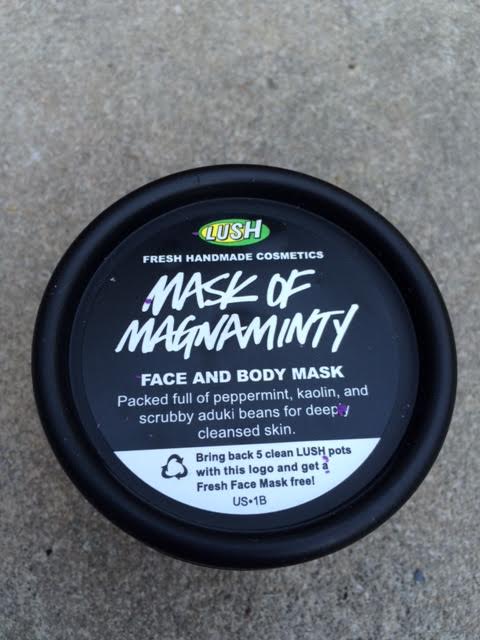 LUSH
FRESH HANDMADE COSMETICS
MASK OF
MAGNAMINTY
FACE AND BODY MASK
Packed full of peppermint, kaolin, and
scrubby aduki beans for deeply
cleansed skin.
Bring back 5 clean LUSH pots
with this logo and get a
Fresh Face Mask free!
US•1B